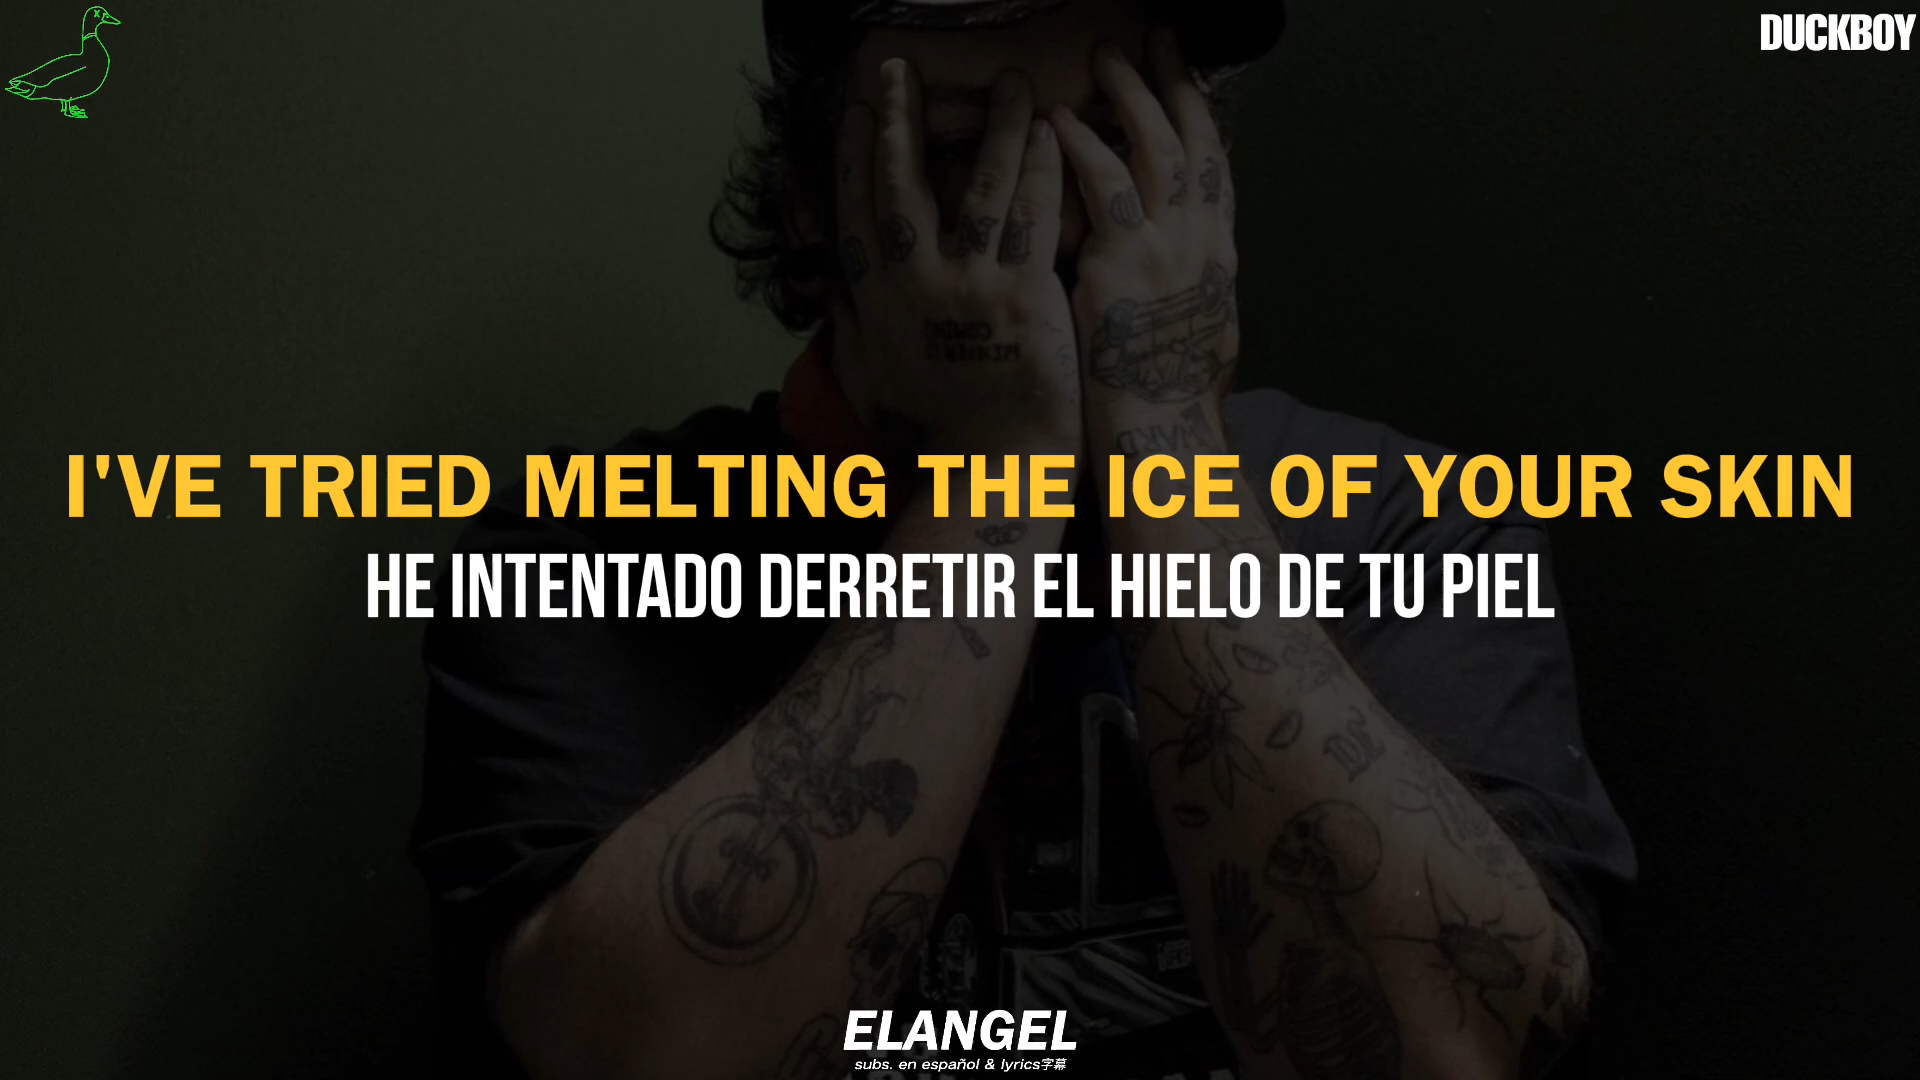 DUCKBOY
I'VE TRIED MELTING THE ICE OF YOUR SKIN
HE INTENTADO DERRETIR EL HIELO DE TU PIEL
ELANGEL
subs. en español & lyrics字幕